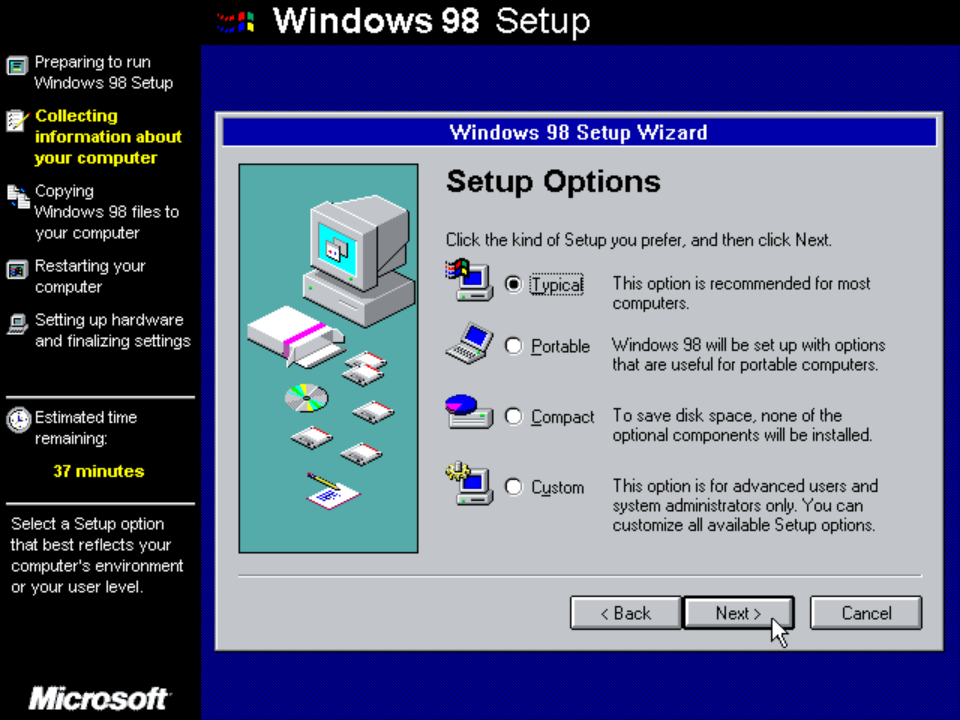 Windows 98 Setup
Preparing to run
Windows 98 Setup
Collecting
information about
your computer
Copying
Windows 98 files to
your computer
Restarting your
computer
Setting up hardware
and finalizing settings
Estimated time
remaining:
37 minutes
Select a Setup option
that best reflects your
computer's environment
or your user level.
Microsoft
Windows 98 Setup Wizard
Setup Options
Click the kind of Setup you prefer, and then click Next.
Typical
This option is recommended for most
computers.
Portable
Windows 98 will be set up with options
that are useful for portable computers.
Compact
To save disk space, none of the
optional components will be installed.
Custom
This option is for advanced users and
system administrators only. You can
customize all available Setup options.
< Back
Next >
Cancel